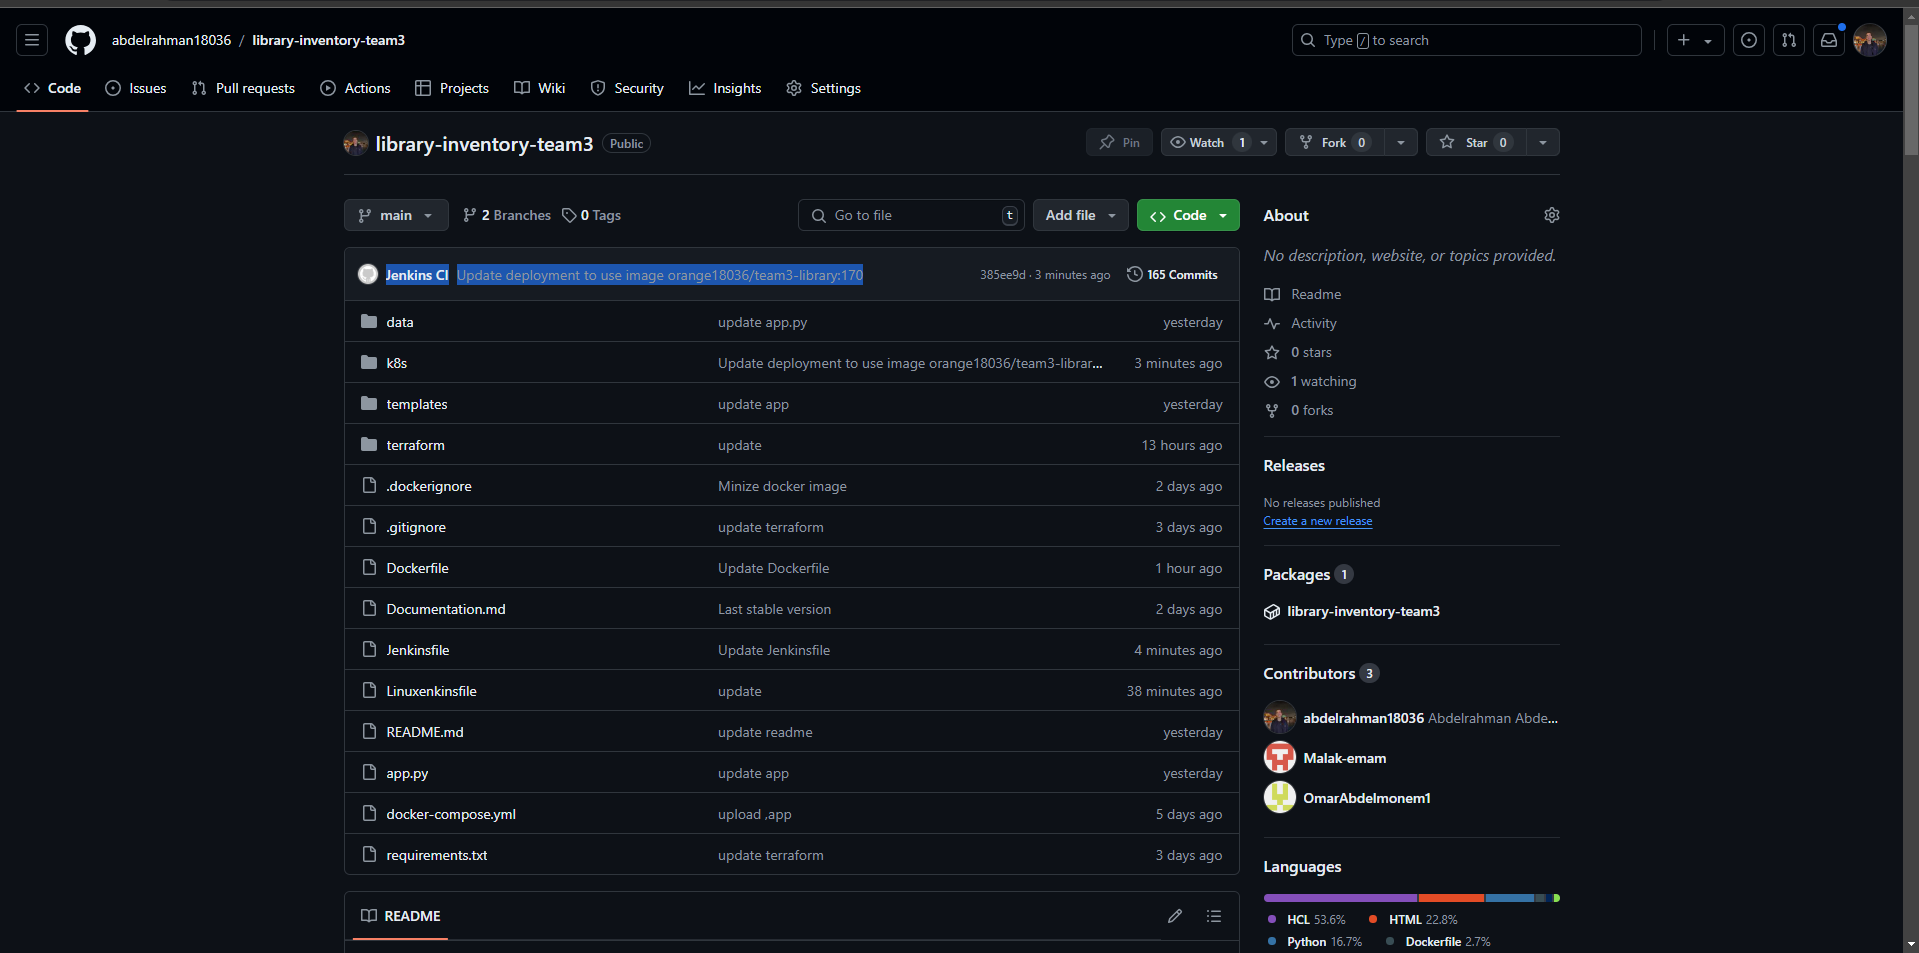 abdelrahman18036 / library-inventory-team3
Type / to search
Code Issues Pull requests Actions Projects Wiki Security Insights Settings
library-inventory-team3 Public
Pin Watch 1 Fork 0 Star 0
main 2 Branches 0 Tags Go to file t Add file Code
Jenkins CI Update deployment to use image orange18036/team3-library:170 385ee9d · 3 minutes ago 165 Commits
data update app.py yesterday
k8s Update deployment to use image orange18036/team3-librar... 3 minutes ago
templates update app yesterday
terraform update 13 hours ago
.dockerignore Minize docker image 2 days ago
.gitignore update terraform 3 days ago
Dockerfile Update Dockerfile 1 hour ago
Documentation.md Last stable version 2 days ago
Jenkinsfile Update Jenkinsfile 4 minutes ago
Linuxenkinsfile update 38 minutes ago
README.md update readme yesterday
app.py update app yesterday
docker-compose.yml upload ,app 5 days ago
requirements.txt update terraform 3 days ago
README
About
No description, website, or topics provided.
Readme
Activity
0 stars
1 watching
0 forks
Releases
No releases published
Create a new release
Packages 1
library-inventory-team3
Contributors 3
abdelrahman18036 Abdelrahman Abde...
Malak-emam
OmarAbdelmonem1
Languages
HCL 53.6% HTML 22.8%
Python 16.7% Dockerfile 2.7%